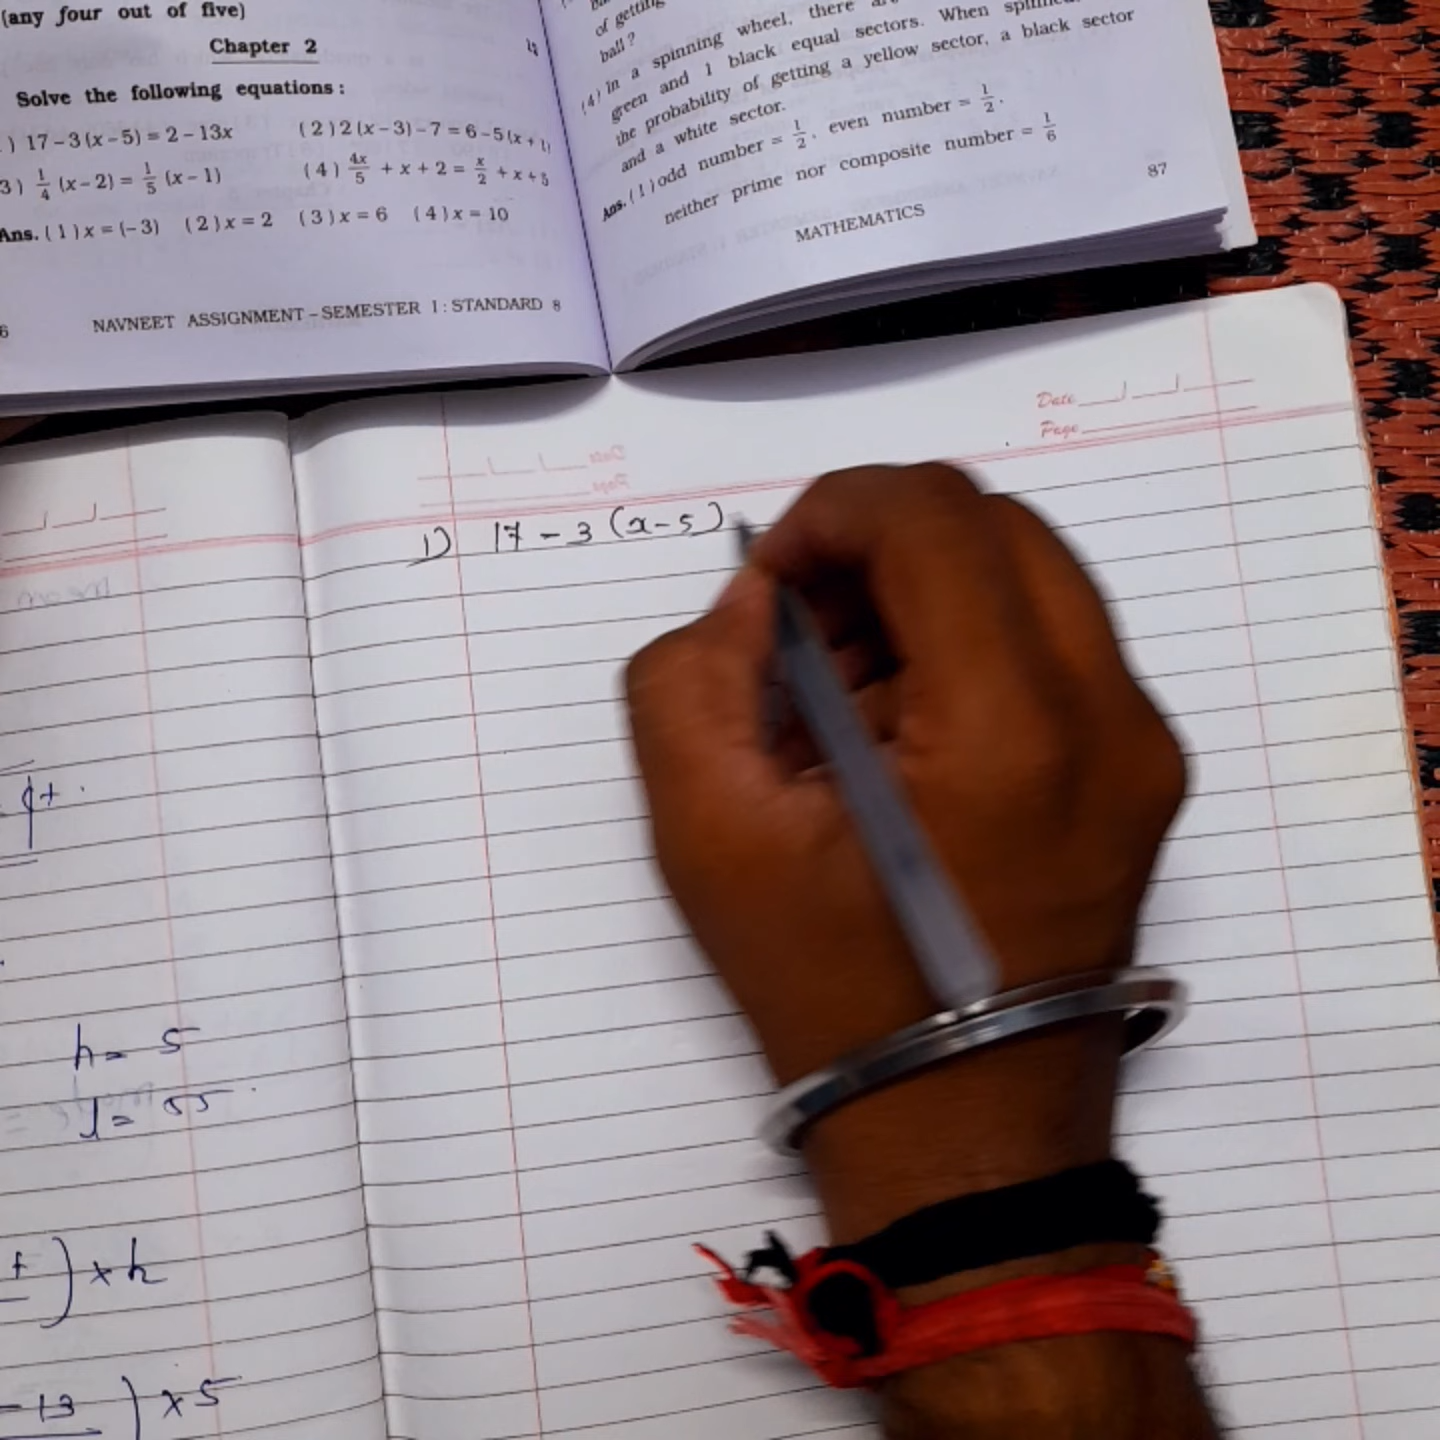 (any four out of five)
Chapter 2
Solve the following equations :
) 17 – 3 (x – 5) = 2 – 13x (2) 2 (x – 3) – 7 = 6 – 5 (x + 1)
3) 1/4 (x – 2) = 1/5 (x – 1) (4) 4x/5 + x + 2 = x/2 + x + 5
Ans. (1) x = (–3) (2) x = 2 (3) x = 6 (4) x = 10
6 NAVNEET ASSIGNMENT – SEMESTER I : STANDARD 8
of getting
ball ?
(4) In a spinning wheel, there
green and 1 black equal sectors. When
the probability of getting a yellow sector, a black sector
and a white sector.
Ans. (1) odd number = 1/2, even number = 1/2.
neither prime nor composite number = 1/6
MATHEMATICS 87
Date
Page
1) 17 – 3 (x – 5)
h = 5
l = 55
) × h
– 13 ) × 5